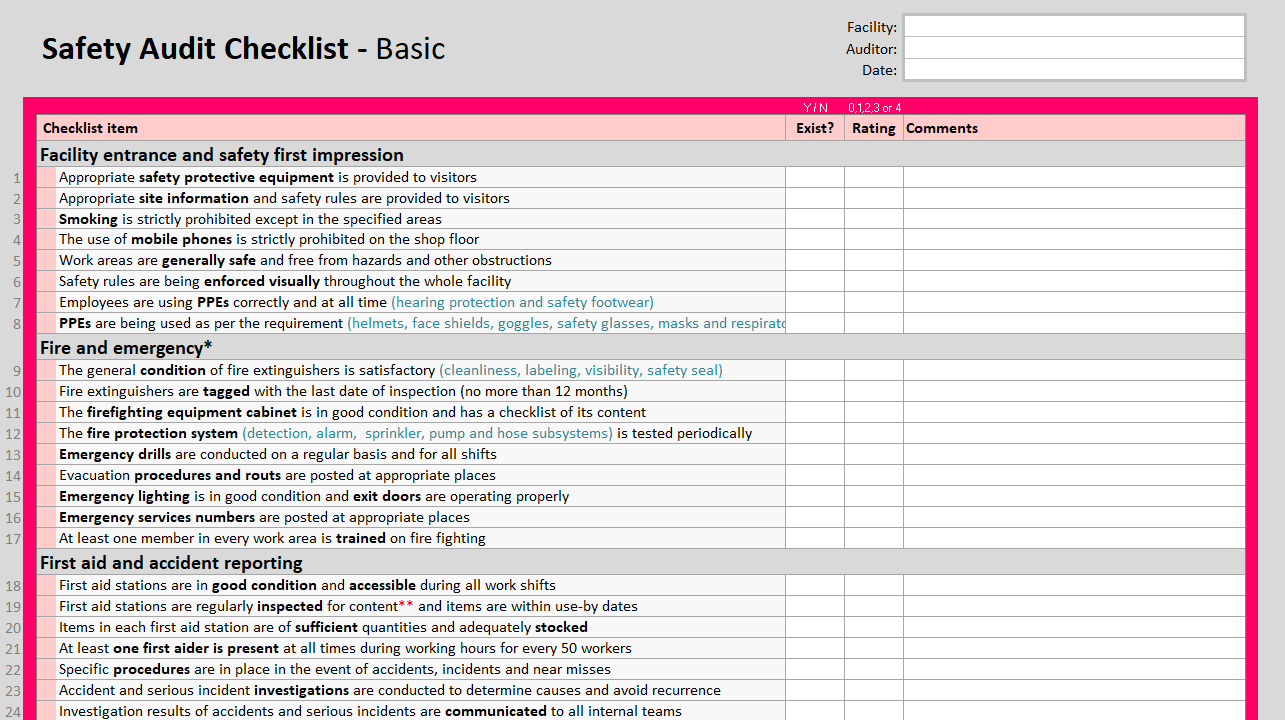 Safety Audit Checklist - Basic
Facility:
Auditor:
Date:
Y/N 0,1,2,3 or 4
Checklist item Exist? Rating Comments
Facility entrance and safety first impression
1 Appropriate safety protective equipment is provided to visitors
2 Appropriate site information and safety rules are provided to visitors
3 Smoking is strictly prohibited except in the specified areas
4 The use of mobile phones is strictly prohibited on the shop floor
5 Work areas are generally safe and free from hazards and other obstructions
6 Safety rules are being enforced visually throughout the whole facility
7 Employees are using PPEs correctly and at all time (hearing protection and safety footwear)
8 PPEs are being used as per the requirement (helmets, face shields, goggles, safety glasses, masks and respirato
Fire and emergency*
9 The general condition of fire extinguishers is satisfactory (cleanliness, labeling, visibility, safety seal)
10 Fire extinguishers are tagged with the last date of inspection (no more than 12 months)
11 The firefighting equipment cabinet is in good condition and has a checklist of its content
12 The fire protection system (detection, alarm, sprinkler, pump and hose subsystems) is tested periodically
13 Emergency drills are conducted on a regular basis and for all shifts
14 Evacuation procedures and routs are posted at appropriate places
15 Emergency lighting is in good condition and exit doors are operating properly
16 Emergency services numbers are posted at appropriate places
17 At least one member in every work area is trained on fire fighting
First aid and accident reporting
18 First aid stations are in good condition and accessible during all work shifts
19 First aid stations are regularly inspected for content** and items are within use-by dates
20 Items in each first aid station are of sufficient quantities and adequately stocked
21 At least one first aider is present at all times during working hours for every 50 workers
22 Specific procedures are in place in the event of accidents, incidents and near misses
23 Accident and serious incident investigations are conducted to determine causes and avoid recurrence
24 Investigation results of accidents and serious incidents are communicated to all internal teams